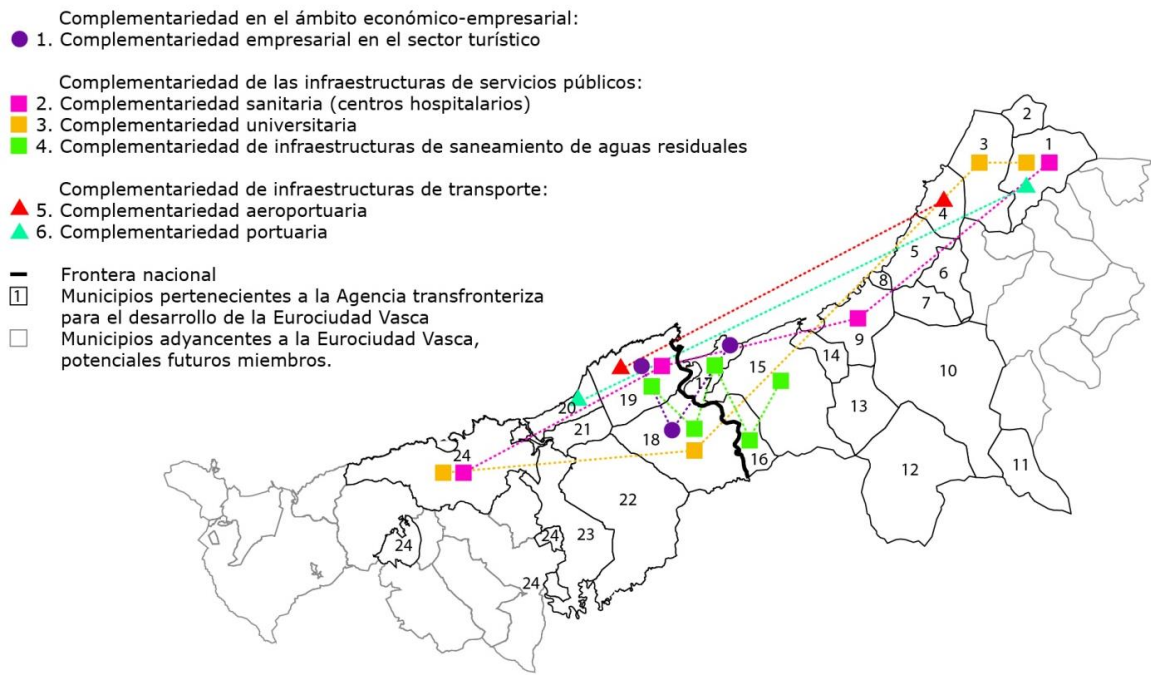 Complementariedad en el ámbito económico-empresarial:
1. Complementariedad empresarial en el sector turístico
Complementariedad de las infraestructuras de servicios públicos:
2. Complementariedad sanitaria (centros hospitalarios)
3. Complementariedad universitaria
4. Complementariedad de infraestructuras de saneamiento de aguas residuales
Complementariedad de infraestructuras de transporte:
5. Complementariedad aeroportuaria
6. Complementariedad portuaria
Frontera nacional
1 Municipios pertenecientes a la Agencia transfronteriza
para el desarrollo de la Eurociudad Vasca
Municipios adyancentes a la Eurociudad Vasca,
potenciales futuros miembros.
2
3
1
4
5
6
8
7
9
10
15
14
17
13
19
20
21
18
16
12
11
24
22
23
24
24
24